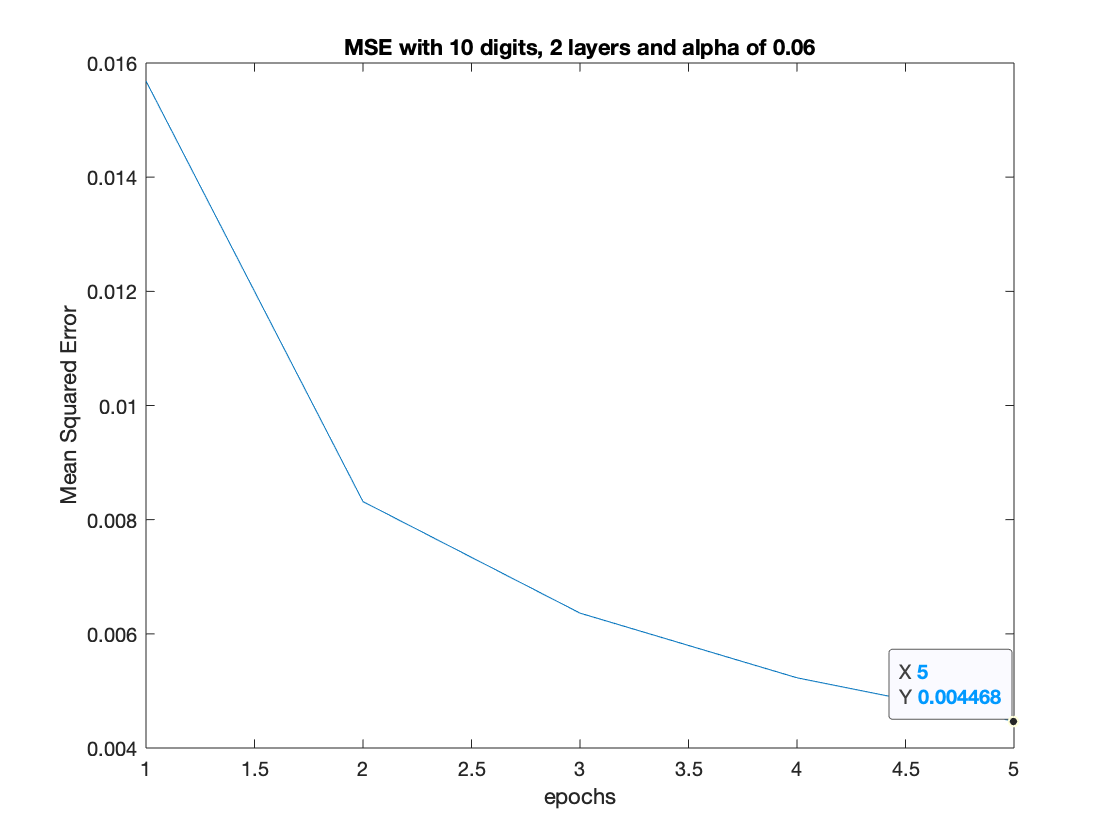 MSE with 10 digits, 2 layers and alpha of 0.06
0.016
0.014
0.012
0.01
0.008
0.006
0.004
Mean Squared Error
X 5
Y 0.004468
1 1.5 2 2.5 3 3.5 4 4.5 5
epochs